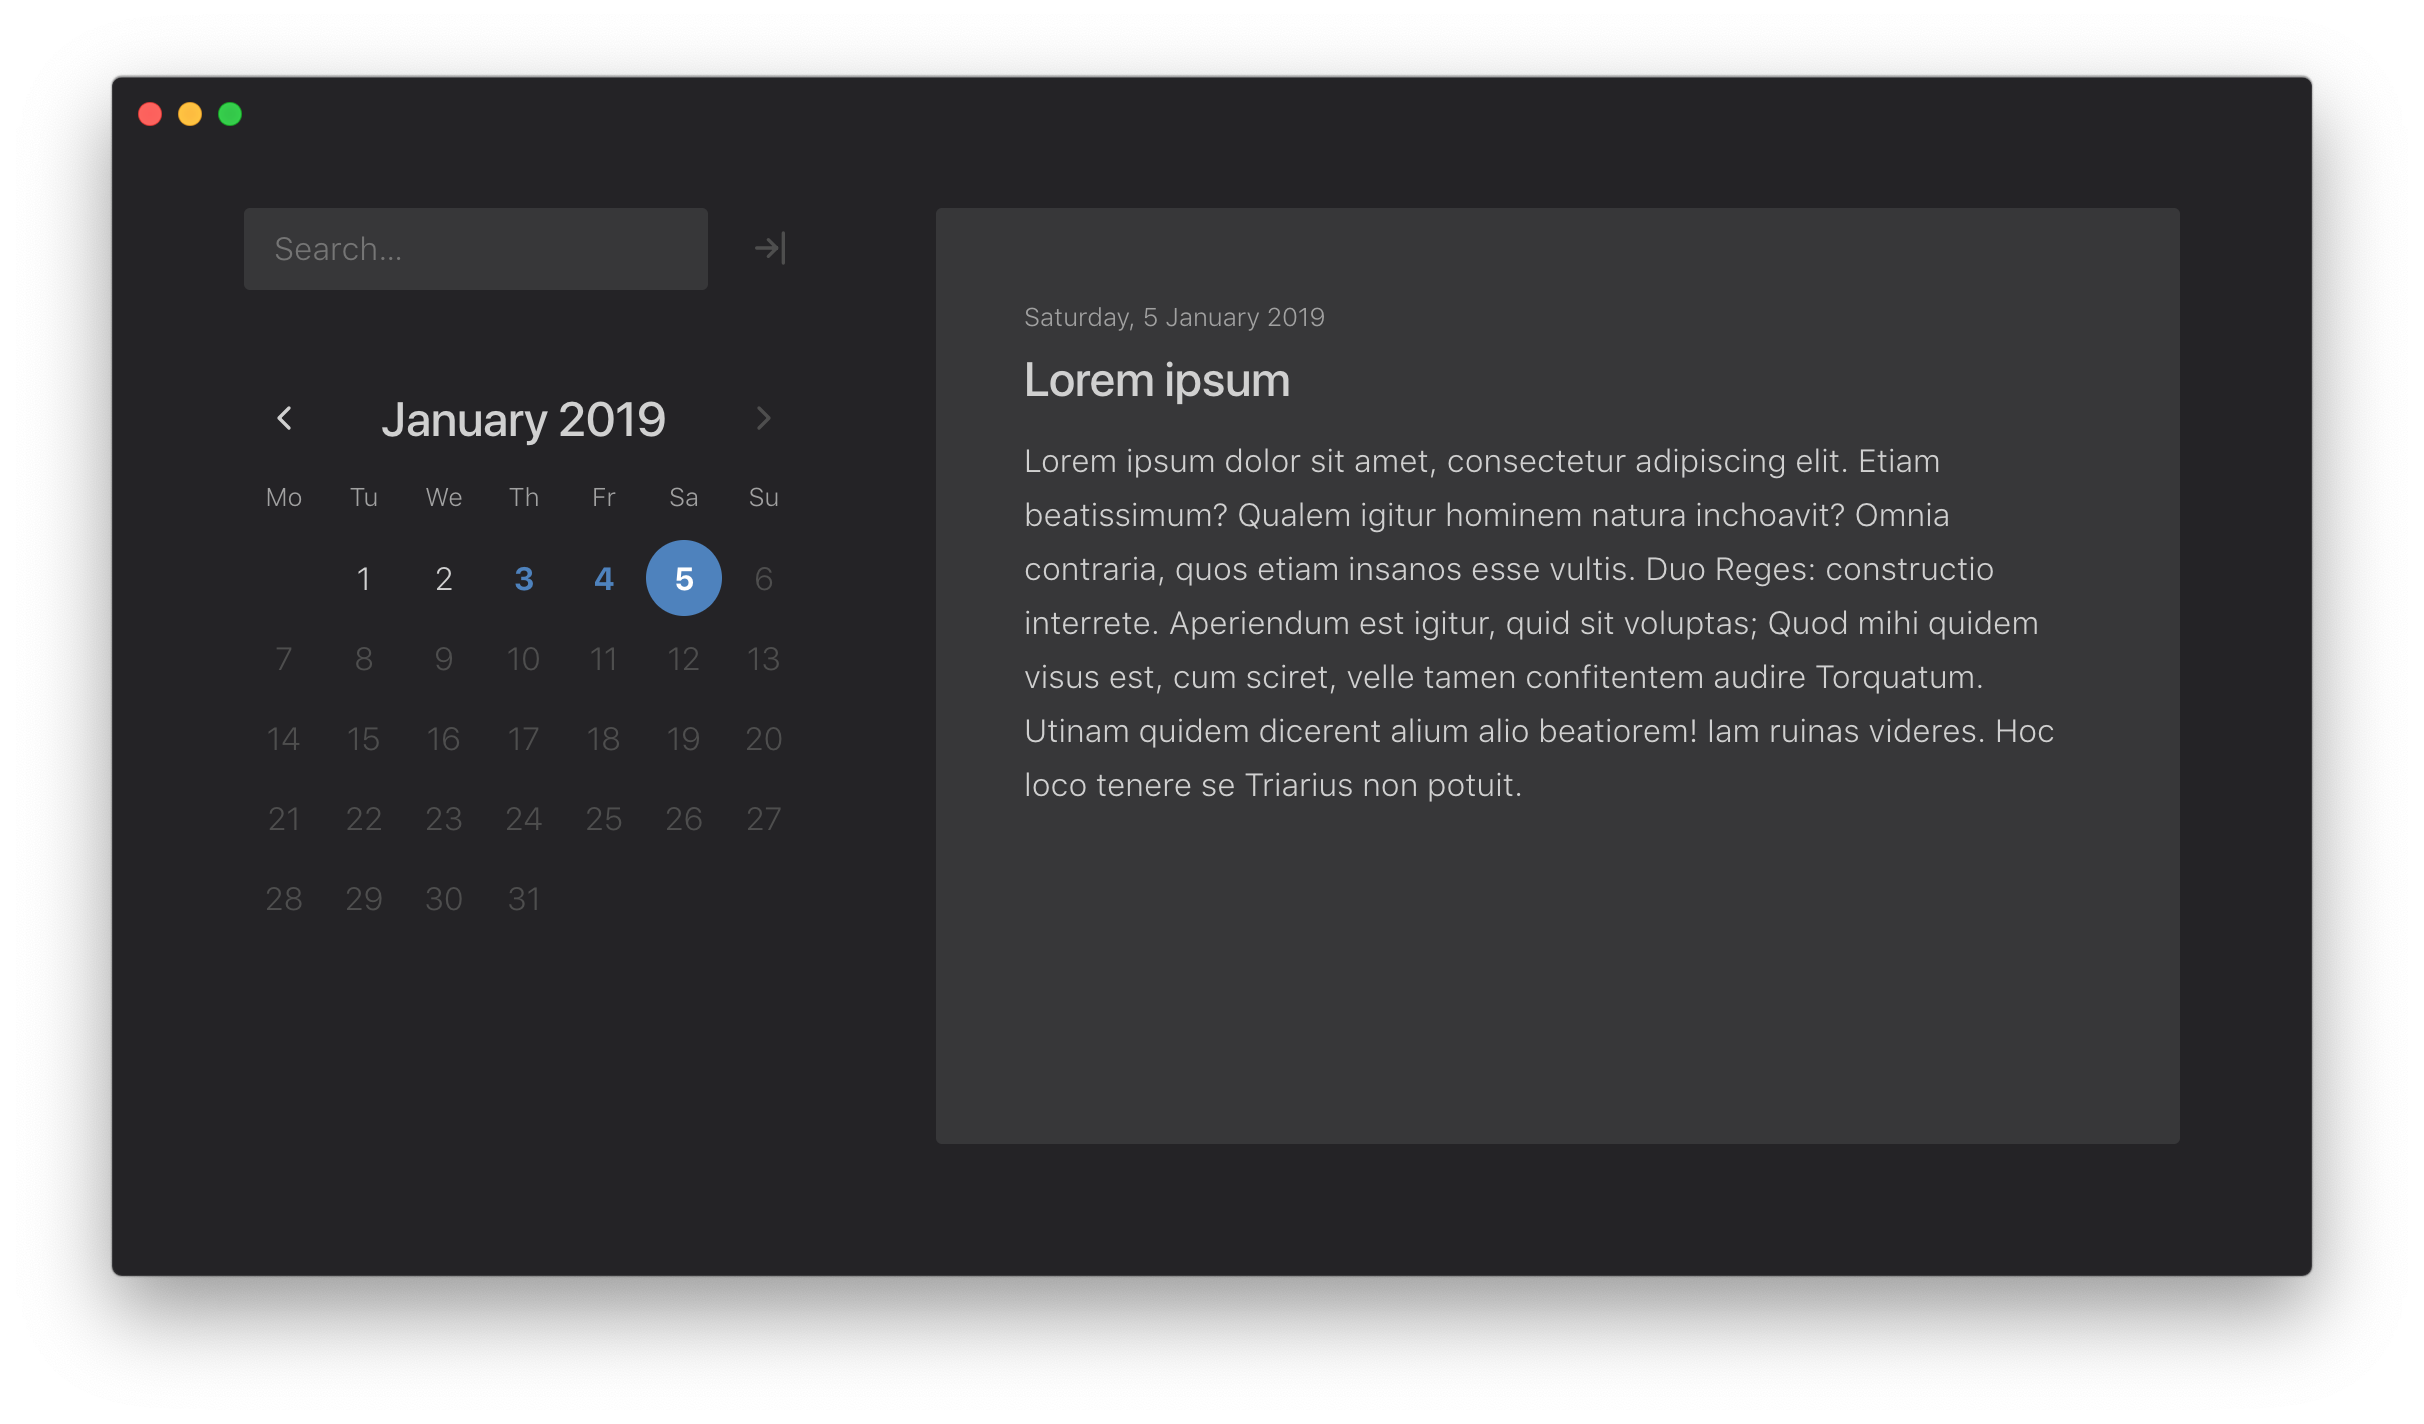 Search...
January 2019
Mo Tu We Th Fr Sa Su
1 2 3 4 5 6
7 8 9 10 11 12 13
14 15 16 17 18 19 20
21 22 23 24 25 26 27
28 29 30 31
Saturday, 5 January 2019
Lorem ipsum
Lorem ipsum dolor sit amet, consectetur adipiscing elit. Etiam
beatissimum? Qualem igitur hominem natura inchoavit? Omnia
contraria, quos etiam insanos esse vultis. Duo Reges: constructio
interrete. Aperiendum est igitur, quid sit voluptas; Quod mihi quidem
visus est, cum sciret, velle tamen confitentem audire Torquatum.
Utinam quidem dicerent alium alio beatiorem! Iam ruinas videres. Hoc
loco tenere se Triarius non potuit.